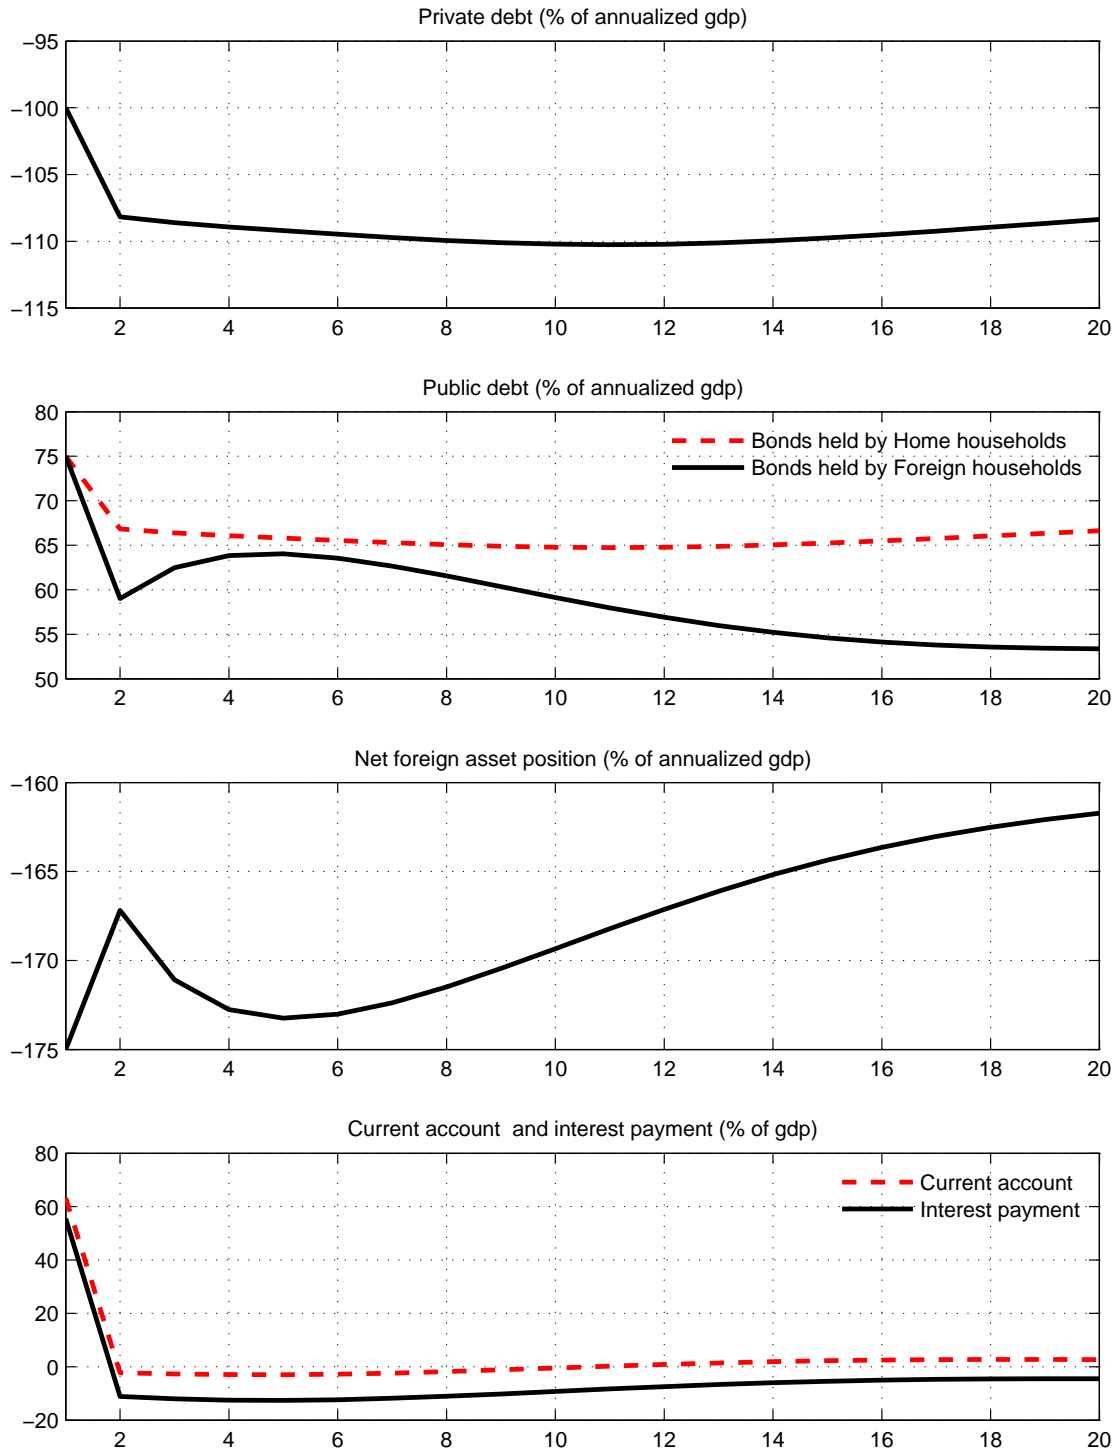 Private debt (% of annualized gdp)
−95
−100
−105
−110
−115
2 4 6 8 10 12 14 16 18 20
Public debt (% of annualized gdp)
80
75
70
65
60
55
50
Bonds held by Home households
Bonds held by Foreign households
2 4 6 8 10 12 14 16 18 20
Net foreign asset position (% of annualized gdp)
−160
−165
−170
−175
2 4 6 8 10 12 14 16 18 20
Current account  and interest payment (% of gdp)
80
60
40
20
0
−20
Current account
Interest payment
2 4 6 8 10 12 14 16 18 20